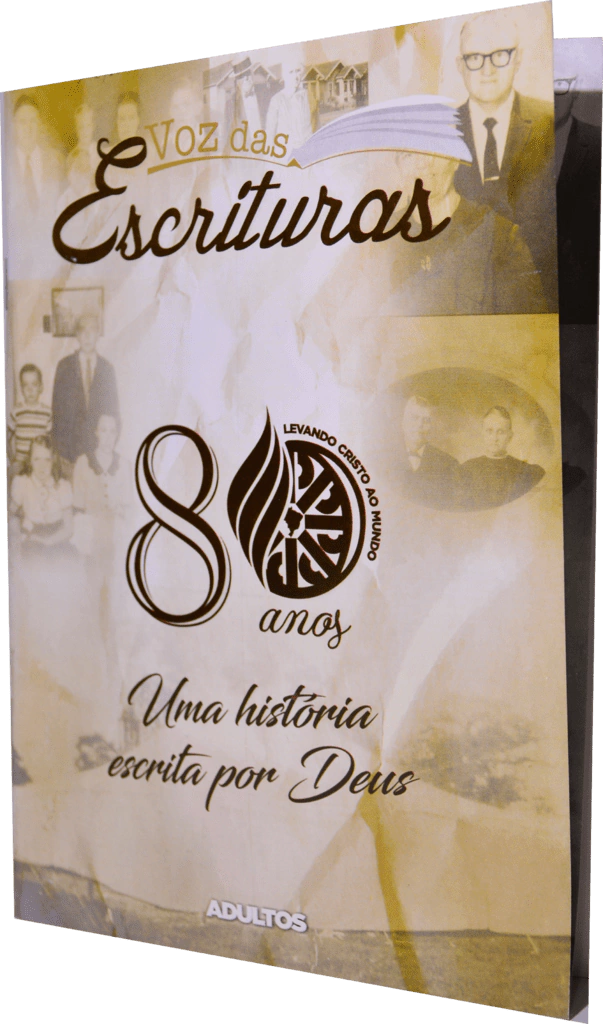 Voz das
Escrituras
80
LEVANDO CRISTO AO MUNDO
anos
Uma história
escrita por Deus
ADULTOS